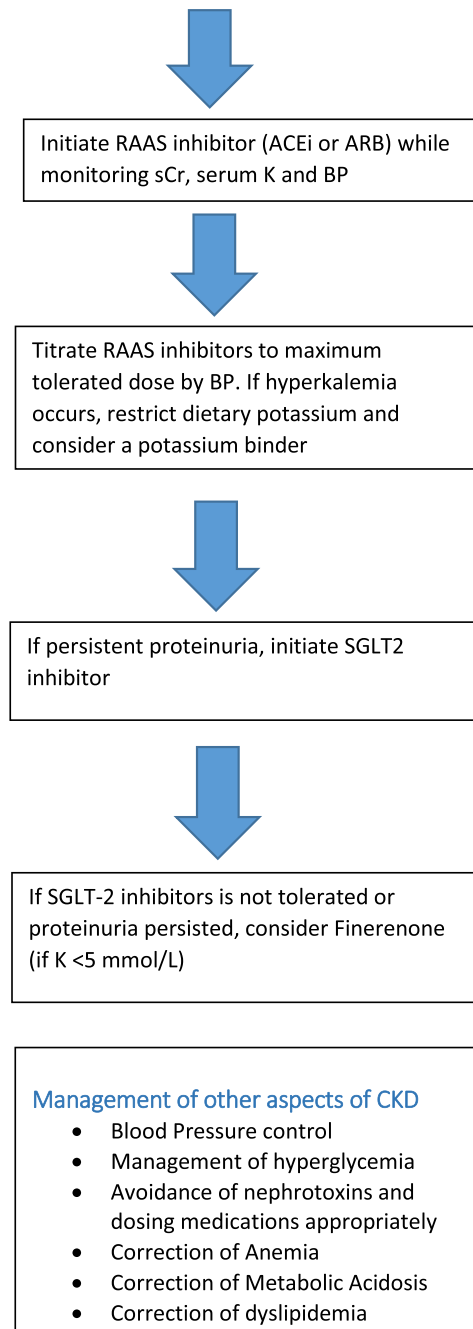 Initiate RAAS inhibitor (ACEi or ARB) while
monitoring sCr, serum K and BP
Titrate RAAS inhibitors to maximum
tolerated dose by BP. If hyperkalemia
occurs, restrict dietary potassium and
consider a potassium binder
If persistent proteinuria, initiate SGLT2
inhibitor
If SGLT-2 inhibitors is not tolerated or
proteinuria persisted, consider Finerenone
(if K <5 mmol/L)
Management of other aspects of CKD
• Blood Pressure control
• Management of hyperglycemia
• Avoidance of nephrotoxins and
dosing medications appropriately
• Correction of Anemia
• Correction of Metabolic Acidosis
• Correction of dyslipidemia